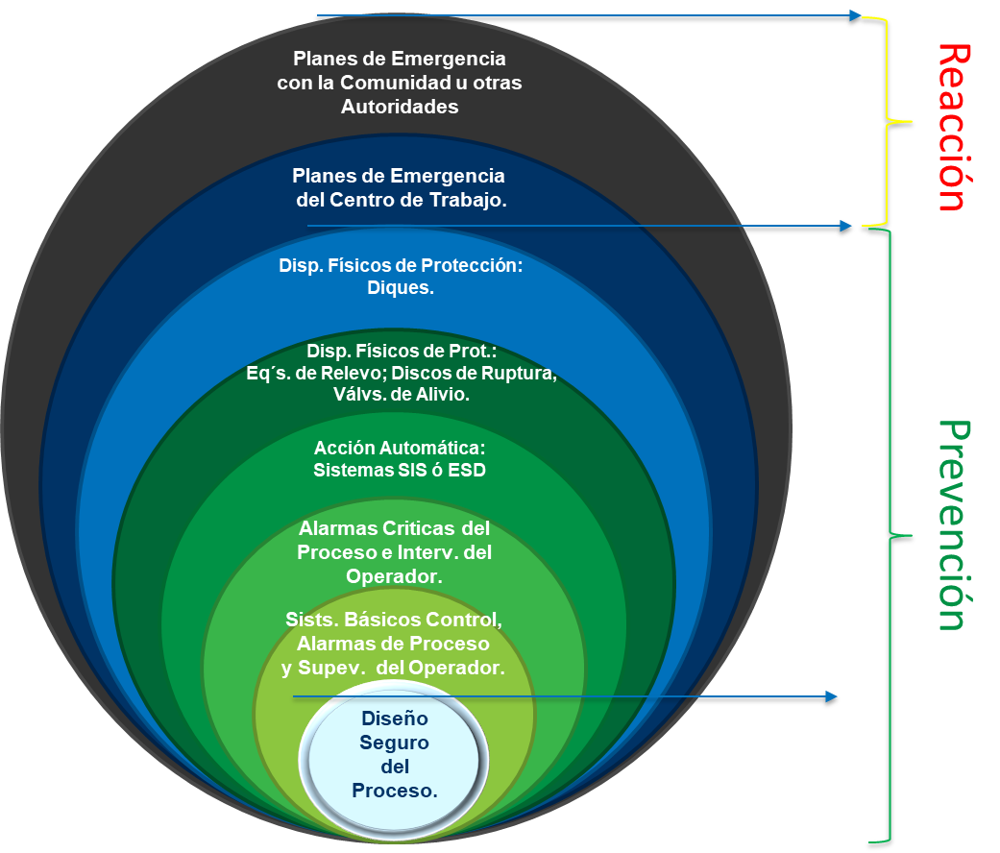 Planes de Emergencia
con la Comunidad u otras
Autoridades
Planes de Emergencia
del Centro de Trabajo.
Disp. Físicos de Protección:
Diques.
Disp. Físicos de Prot.:
Eq´s. de Relevo; Discos de Ruptura,
Válvs. de Alivio.
Acción Automática:
Sistemas SIS ó ESD
Alarmas Criticas del
Proceso e Interv. del
Operador.
Sists. Básicos Control,
Alarmas de Proceso
y Supev. del Operador.
Diseño
Seguro
del
Proceso.
Reacción
Prevención